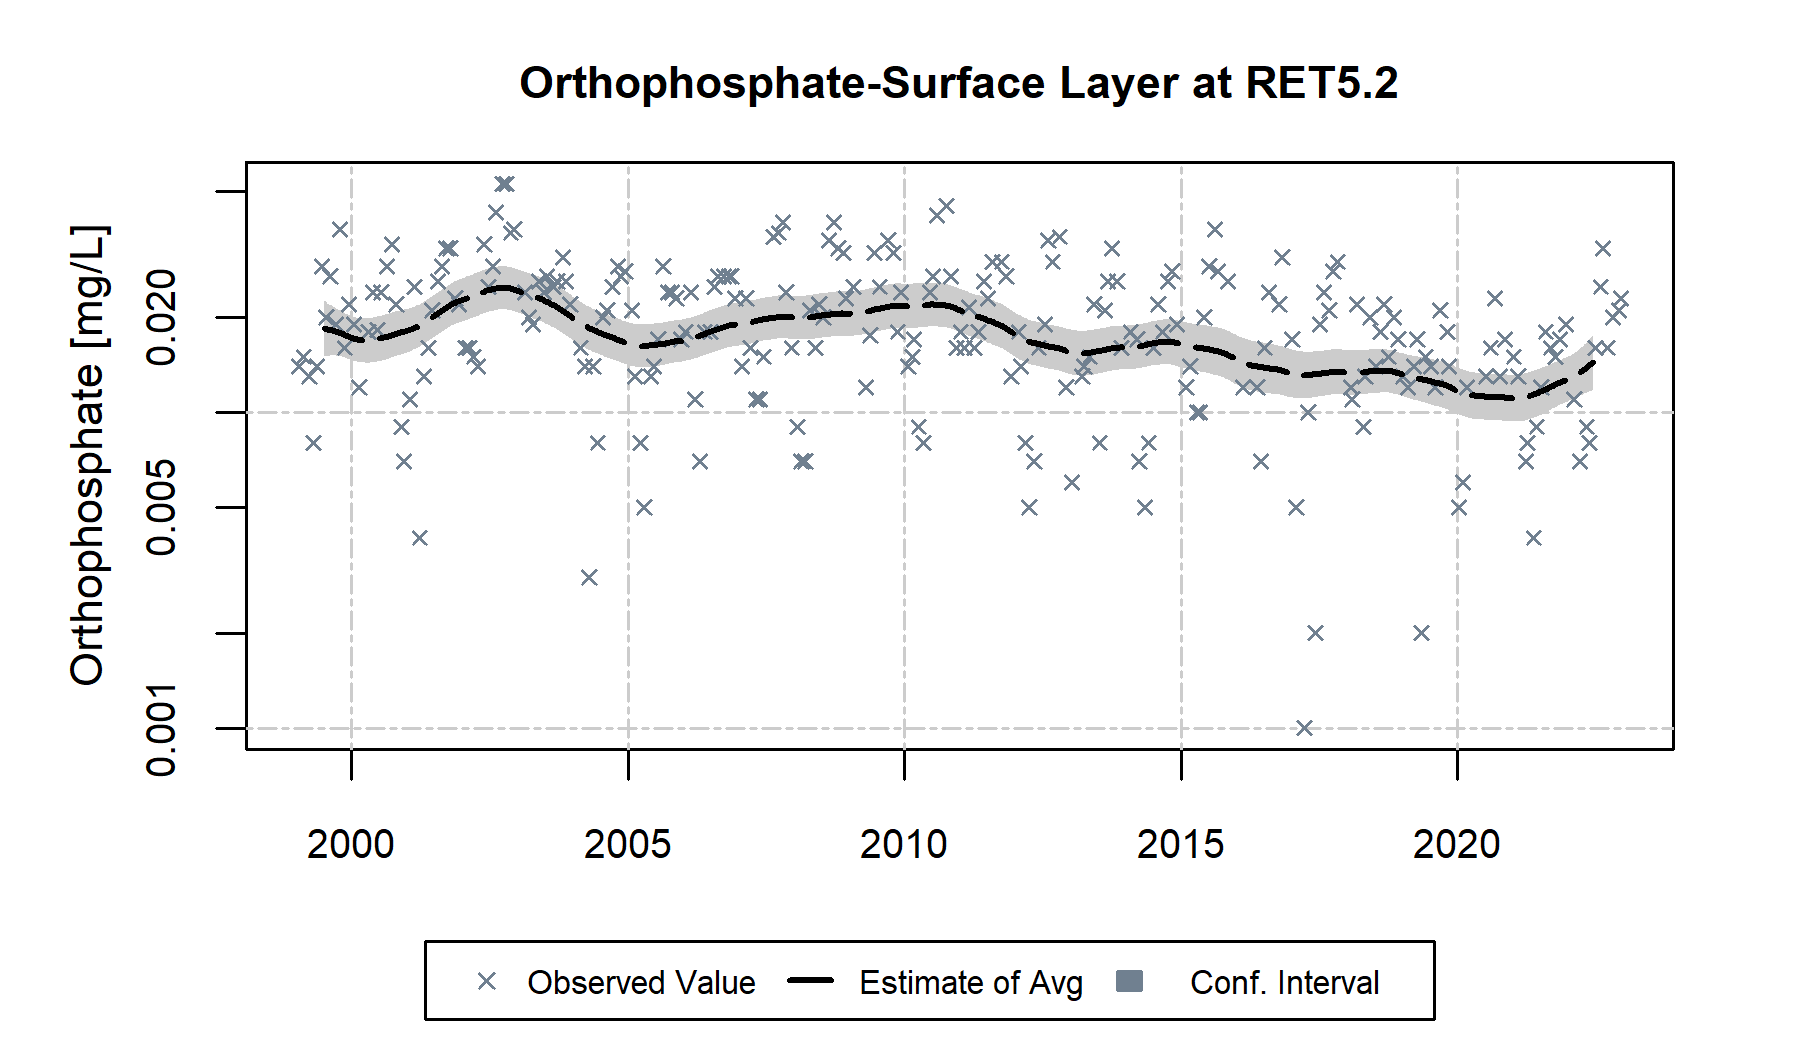 Orthophosphate-Surface Layer at RET5.2
Orthophosphate [mg/L]
0.020
0.005
0.001
2000 2005 2010 2015 2020
Observed Value Estimate of Avg Conf. Interval